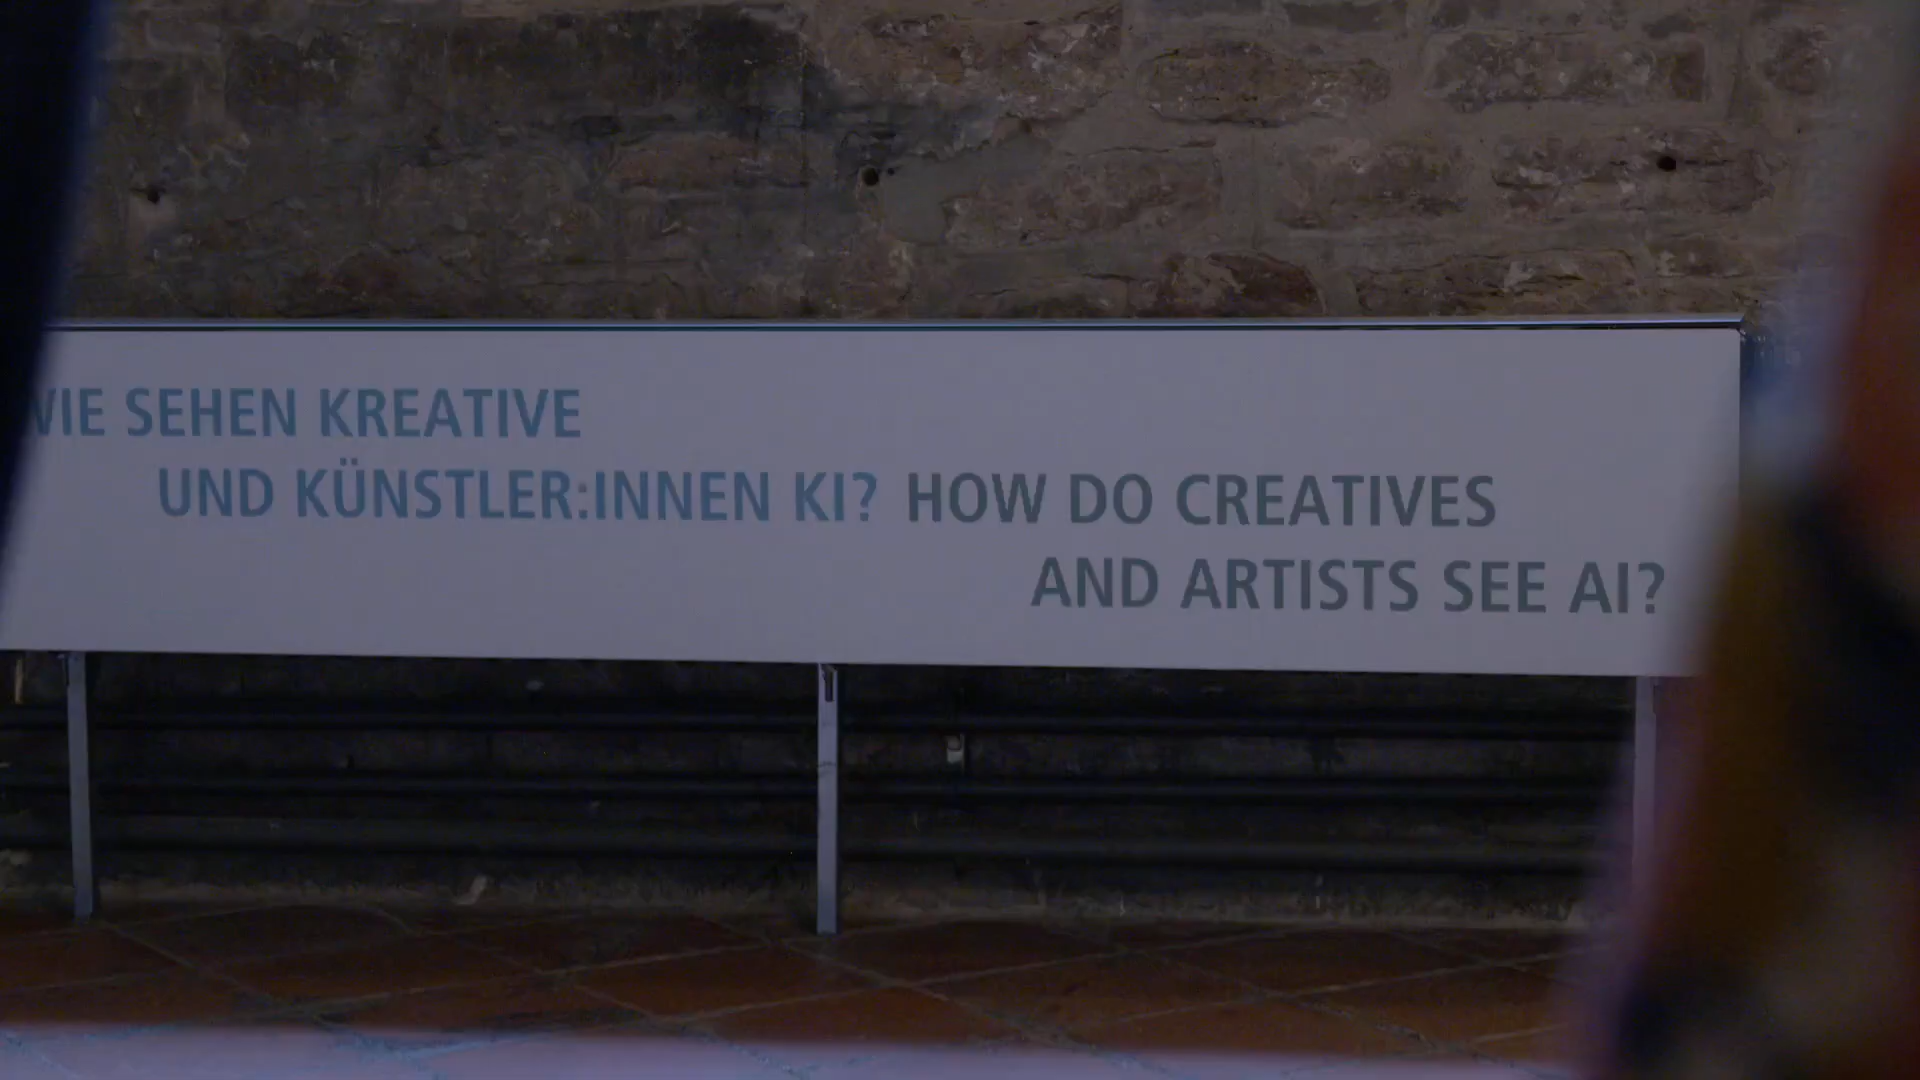 WIE SEHEN KREATIVE
UND KÜNSTLER:INNEN KI?
HOW DO CREATIVES
AND ARTISTS SEE AI?